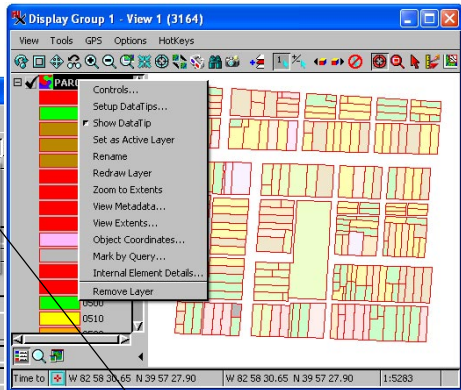 Display Group 1 - View 1 (3164)
View Tools GPS Options HotKeys
PARC
Controls...
Setup DataTips...
Show DataTip
Set as Active Layer
Rename
Redraw Layer
Zoom to Extents
View Metadata...
View Extents...
Object Coordinates...
Mark by Query...
Internal Element Details...
Remove Layer
0500
0510
Time to W 82 58 30.65 N 39 57 27.90 W 82 58 30.65 N 39 57 27.90 1:5283